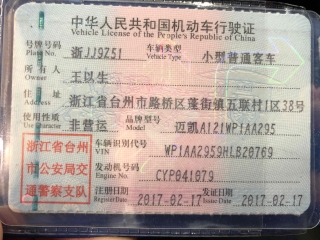 中华人民共和国机动车行驶证
Vehicle License of the People's Republic of China
号牌号码 浙JJ9Z51 车辆类型 小型普通客车
Plate No. Vehicle Type
所有人 王以生
Owner
住址 浙江省台州市路桥区蓬街镇五联村1区38号
Address
使用性质 非营运 品牌型号 迈凯A121WP1AA295
Use Character Model
浙江省台州市公安局交通警察支队
车辆识别代号 WP1AA2959HLB20769
VIN
发动机号码 CYP041079
Engine No.
注册日期 2017-02-17 发证日期 2017-02-17
Register Date Issue Date